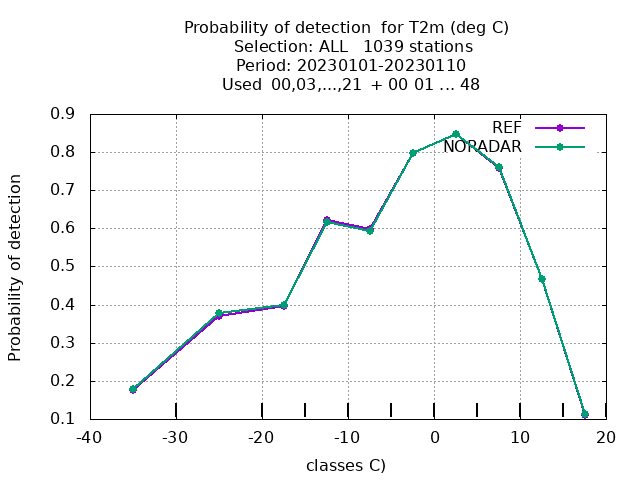 Probability of detection  for T2m (deg C)
Selection: ALL   1039 stations
Period: 20230101-20230110
Used  00,03,...,21  + 00 01 ... 48
REF
NORADAR
Probability of detection
0.9
0.8
0.7
0.6
0.5
0.4
0.3
0.2
0.1
-40 -30 -20 -10 0 10 20
classes C)